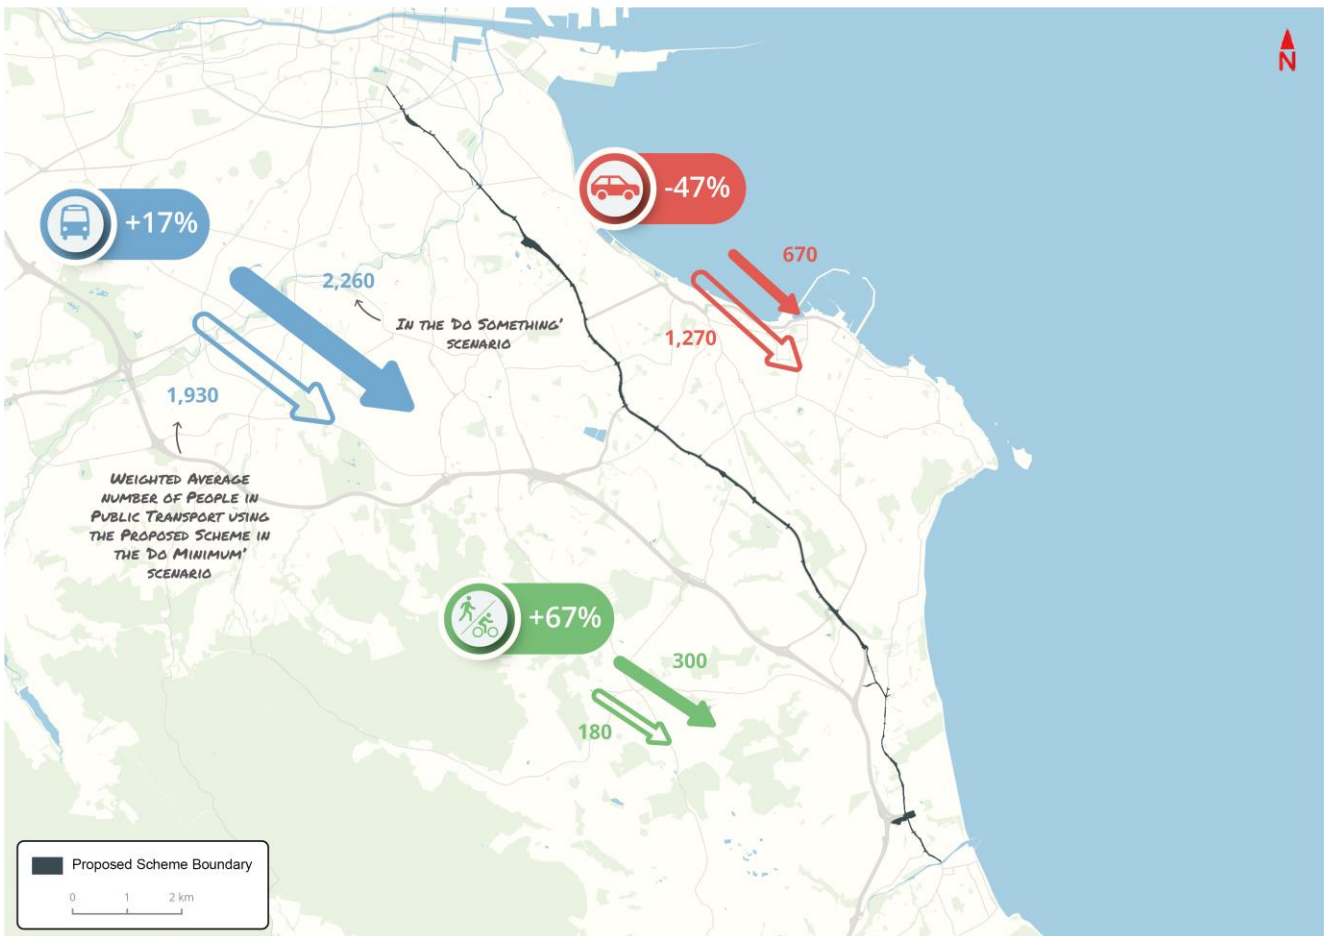 N
-47%
+17%
670
2,260
IN THE ‘DO SOMETHING’
SCENARIO
1,270
1,930
WEIGHTED AVERAGE
NUMBER OF PEOPLE IN
PUBLIC TRANSPORT USING
THE PROPOSED SCHEME IN
THE ‘DO MINIMUM’
SCENARIO
+67%
300
180
Proposed Scheme Boundary
0 1 2 km